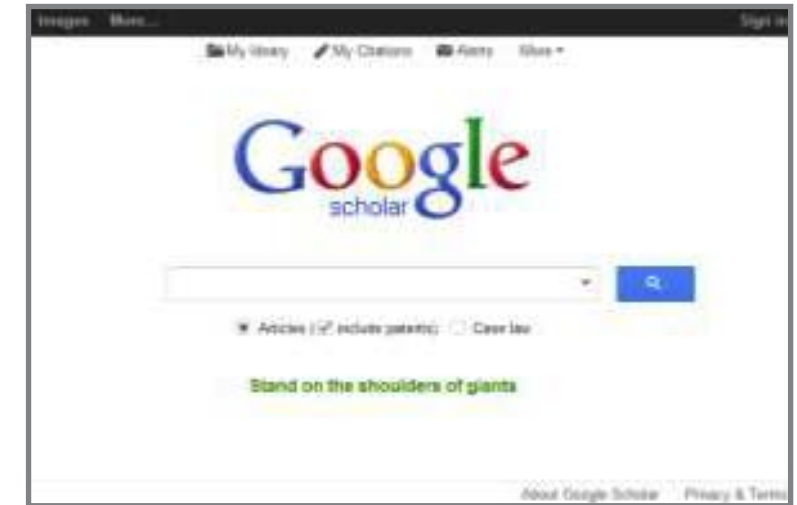 Images More...
Sign in
My library My Citations Alerts More
Google
scholar
Articles ( include patents) Case law
Stand on the shoulders of giants
About Google Scholar Privacy & Terms